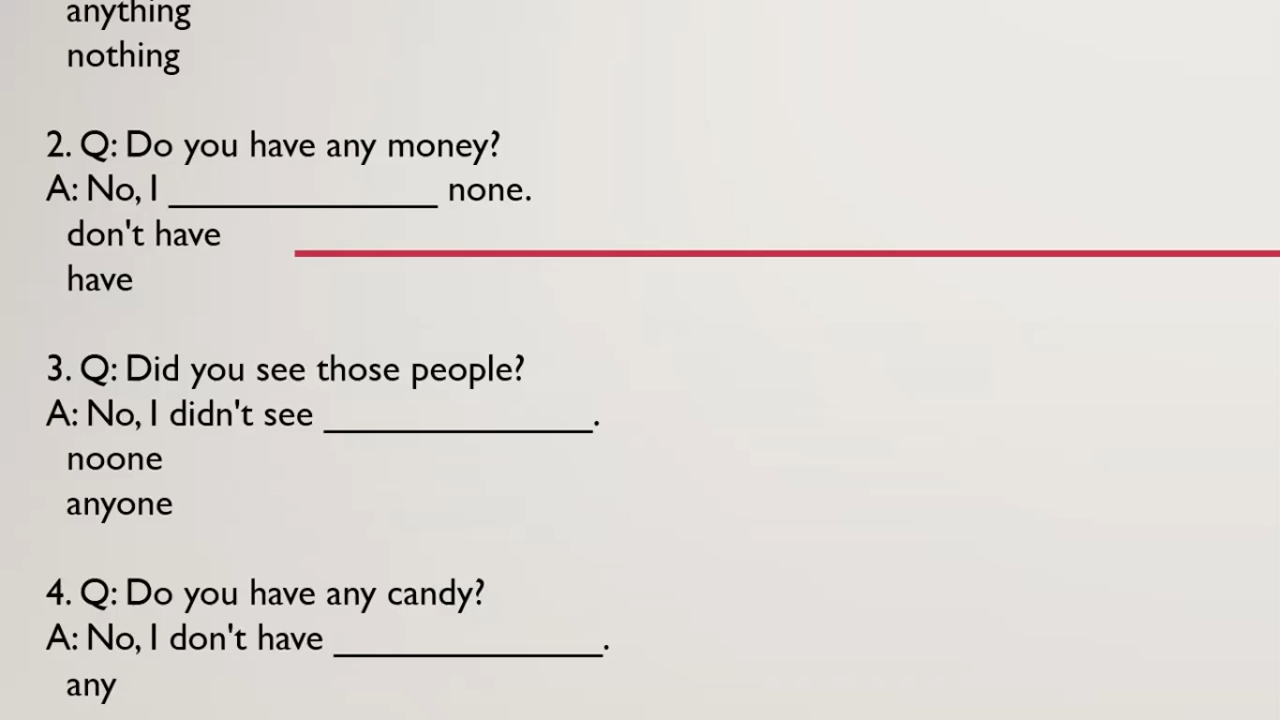 anything
nothing
2. Q: Do you have any money?
A: No, I ______________ none.
don't have
have
3. Q: Did you see those people?
A: No, I didn't see ______________.
noone
anyone
4. Q: Do you have any candy?
A: No, I don't have ______________.
any